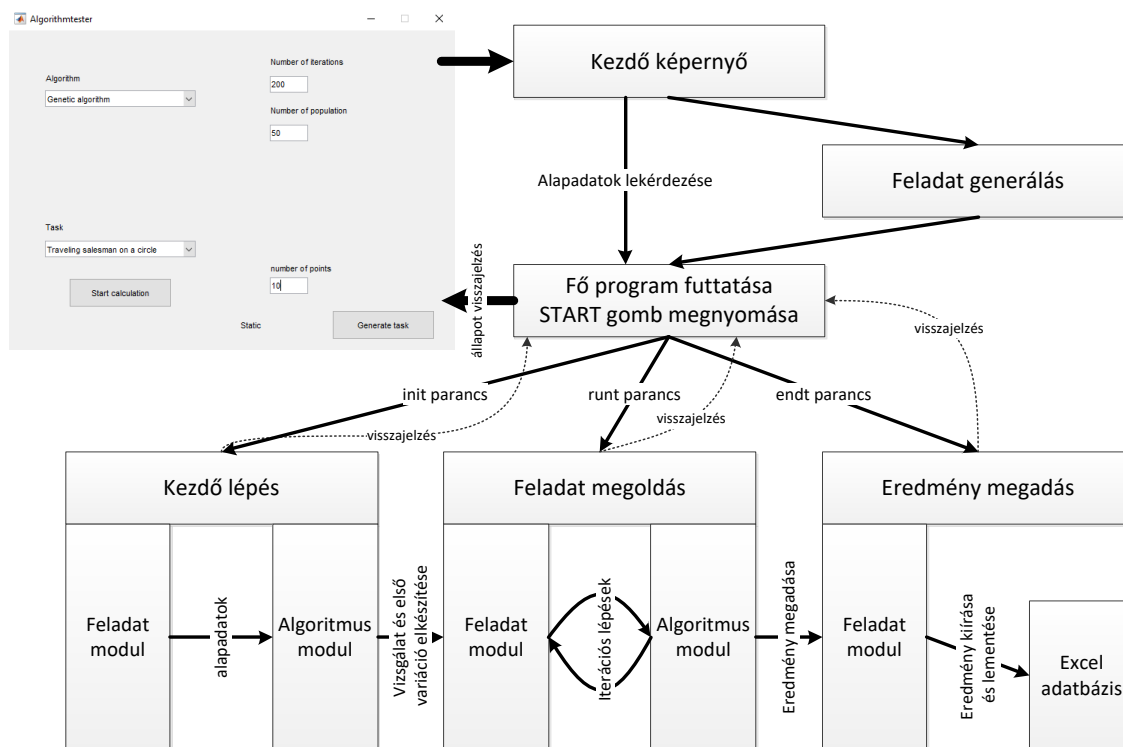 Algorithmtester
Algorithm
Genetic algorithm
Number of iterations
200
Number of population
50
Task
Traveling salesman on a circle
Start calculation
number of points
10
Static
Generate task
Kezdő képernyő
Alapadatok lekérdezése
Feladat generálás
állapot visszajelzés
Fő program futtatása
START gomb megnyomása
visszajelzés
init parancs
runt parancs
endt parancs
visszajelzés
visszajelzés
Kezdő lépés
Feladat megoldás
Eredmény megadás
Feladat
modul
alapadatok
Algoritmus
modul
Vizsgálat és első
variáció elkészítése
Feladat
modul
Iterációs lépések
Algoritmus
modul
Eredmény megadása
Feladat
modul
Eredmény kiírása
és lementése
Excel
adatbázis